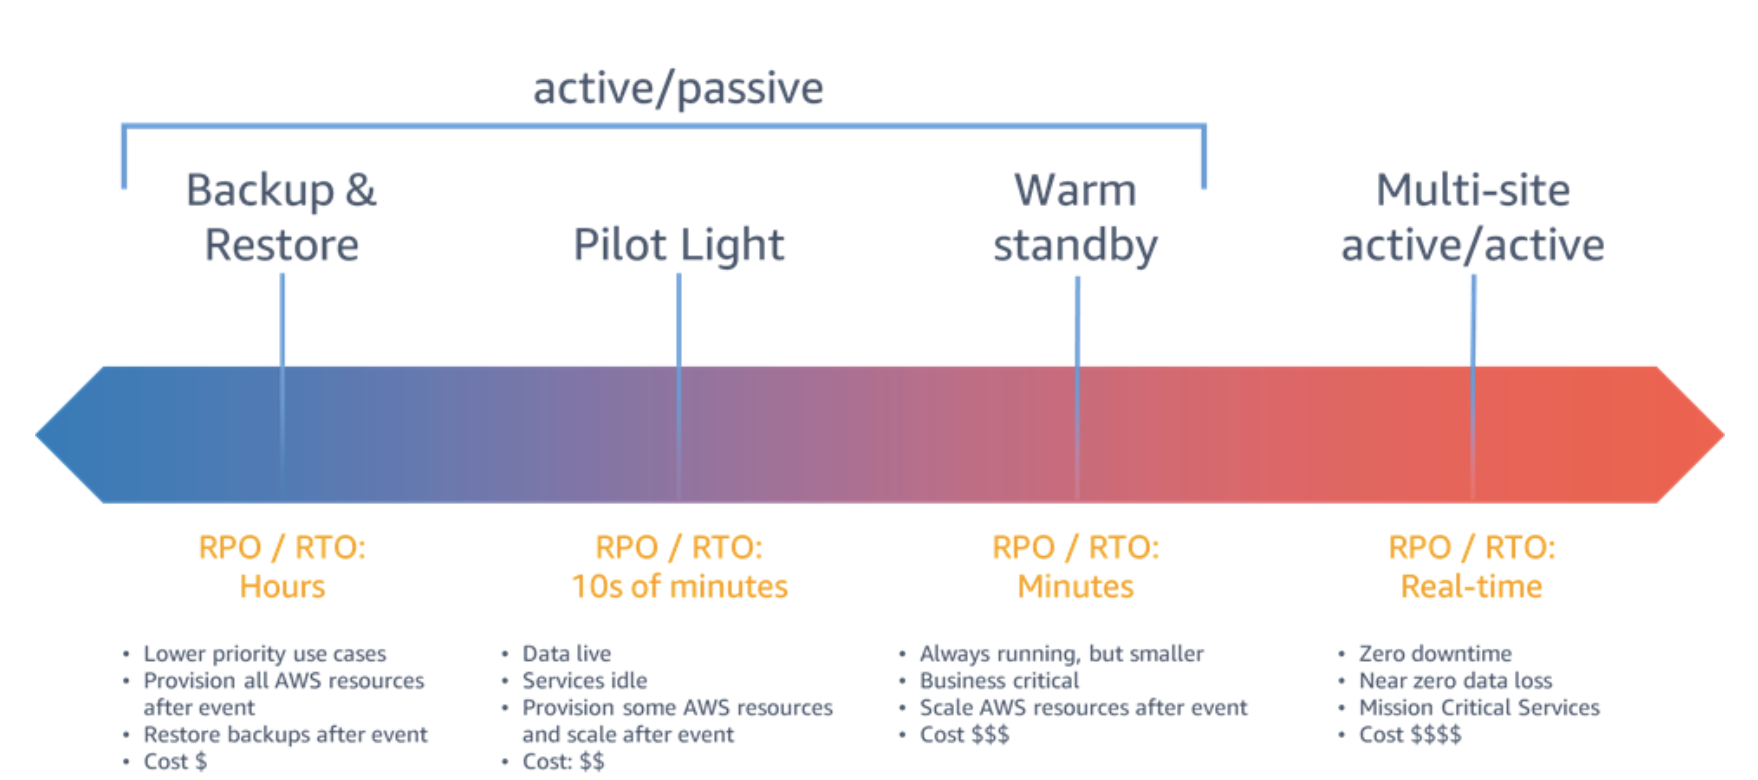 active/passive
Backup &
Restore
Pilot Light
Warm
standby
Multi-site
active/active
RPO / RTO:
Hours
RPO / RTO:
10s of minutes
RPO / RTO:
Minutes
RPO / RTO:
Real-time
• Lower priority use cases
• Provision all AWS resources
after event
• Restore backups after event
• Cost $
• Data live
• Services idle
• Provision some AWS resources
and scale after event
• Cost: $$
• Always running, but smaller
• Business critical
• Scale AWS resources after event
• Cost $$$
• Zero downtime
• Near zero data loss
• Mission Critical Services
• Cost $$$$